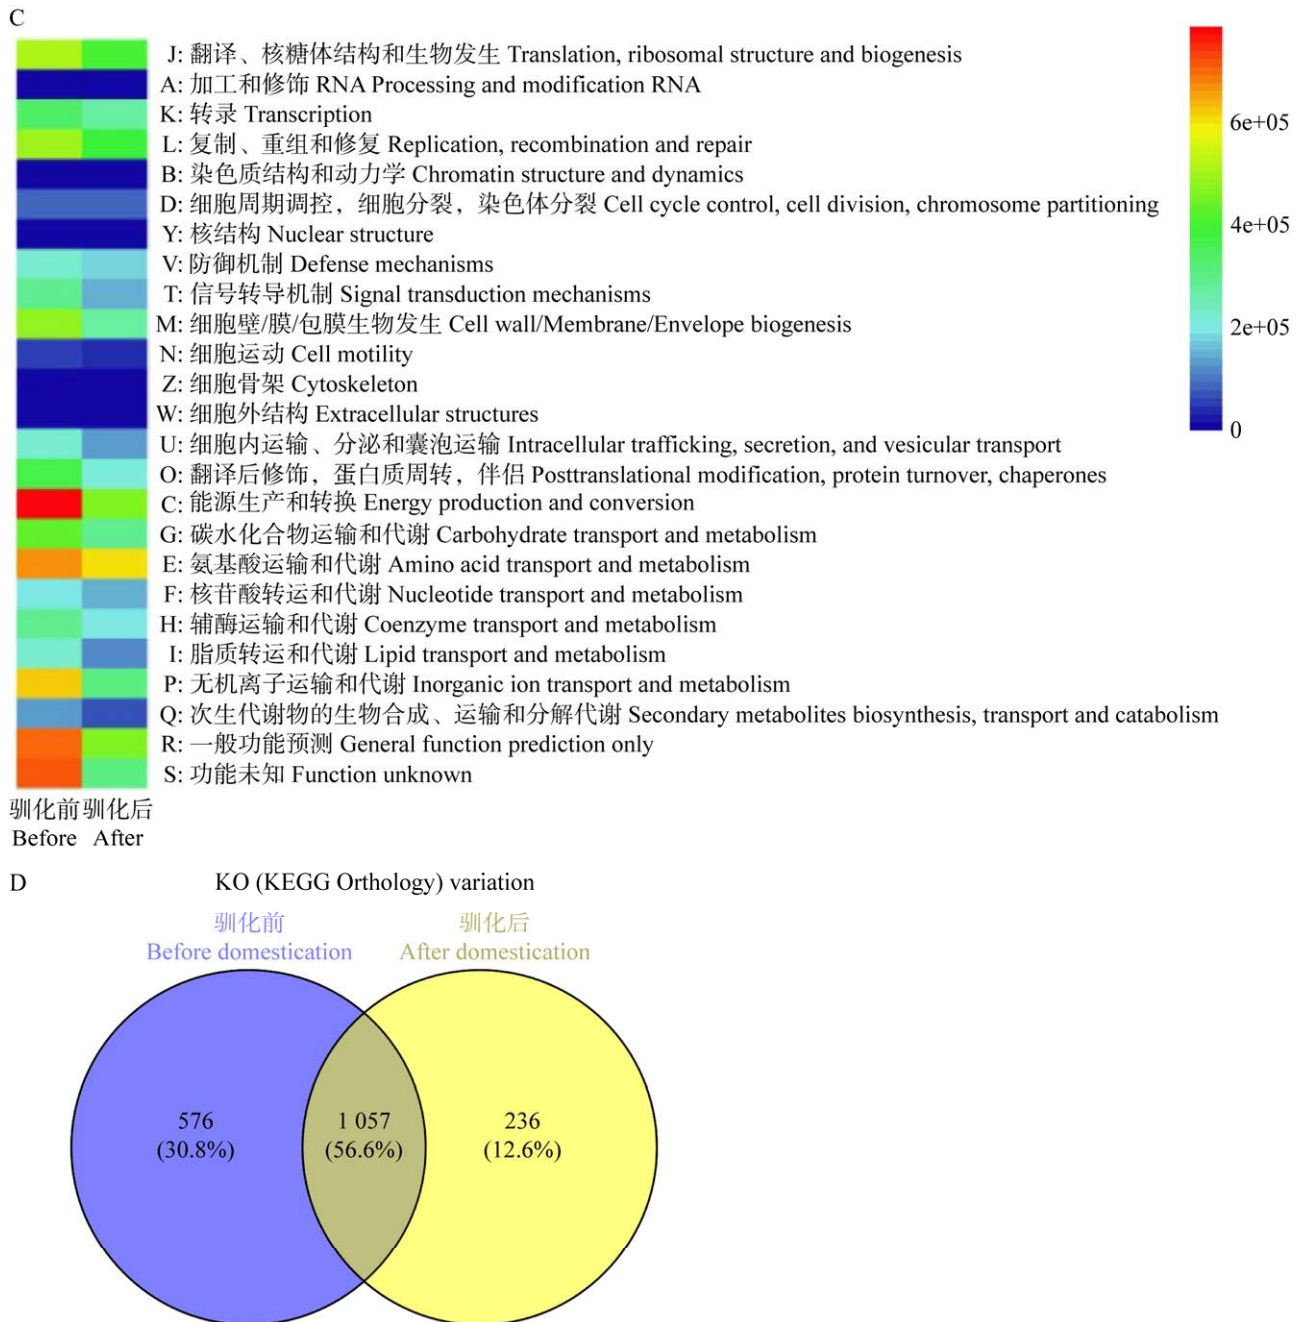 C
J: 翻译、核糖体结构和生物发生 Translation, ribosomal structure and biogenesis
A: 加工和修饰 RNA Processing and modification RNA
K: 转录 Transcription
L: 复制、重组和修复 Replication, recombination and repair
B: 染色质结构和动力学 Chromatin structure and dynamics
D: 细胞周期调控，细胞分裂，染色体分裂 Cell cycle control, cell division, chromosome partitioning
Y: 核结构 Nuclear structure
V: 防御机制 Defense mechanisms
T: 信号转导机制 Signal transduction mechanisms
M: 细胞壁/膜/包膜生物发生 Cell wall/Membrane/Envelope biogenesis
N: 细胞运动 Cell motility
Z: 细胞骨架 Cytoskeleton
W: 细胞外结构 Extracellular structures
U: 细胞内运输、分泌和囊泡运输 Intracellular trafficking, secretion, and vesicular transport
O: 翻译后修饰，蛋白质周转，伴侣 Posttranslational modification, protein turnover, chaperones
C: 能源生产和转换 Energy production and conversion
G: 碳水化合物运输和代谢 Carbohydrate transport and metabolism
E: 氨基酸运输和代谢 Amino acid transport and metabolism
F: 核苷酸转运和代谢 Nucleotide transport and metabolism
H: 辅酶运输和代谢 Coenzyme transport and metabolism
I: 脂质转运和代谢 Lipid transport and metabolism
P: 无机离子运输和代谢 Inorganic ion transport and metabolism
Q: 次生代谢物的生物合成、运输和分解代谢 Secondary metabolites biosynthesis, transport and catabolism
R: 一般功能预测 General function prediction only
S: 功能未知 Function unknown
6e+05
4e+05
2e+05
0
驯化前 驯化后
Before After
D
KO (KEGG Orthology) variation
驯化前 驯化后
Before domestication After domestication
576 1 057 236
(30.8%) (56.6%) (12.6%)